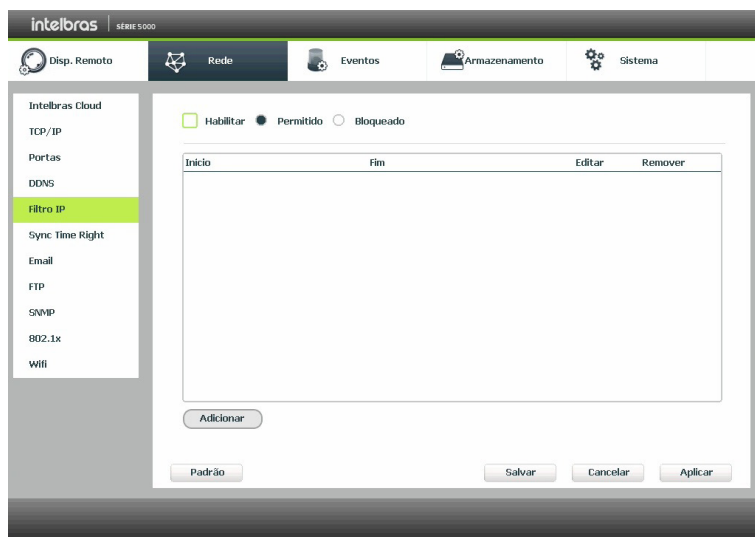 intelbras SÉRIE 5000
Disp. Remoto Rede Eventos Armazenamento Sistema
Intelbras Cloud
TCP/IP
Portas
DDNS
Filtro IP
Sync Time Right
Email
FTP
SNMP
802.1x
Wifi
Habilitar Permitido Bloqueado
Inicio Fim Editar Remover
Adicionar
Padrão Salvar Cancelar Aplicar